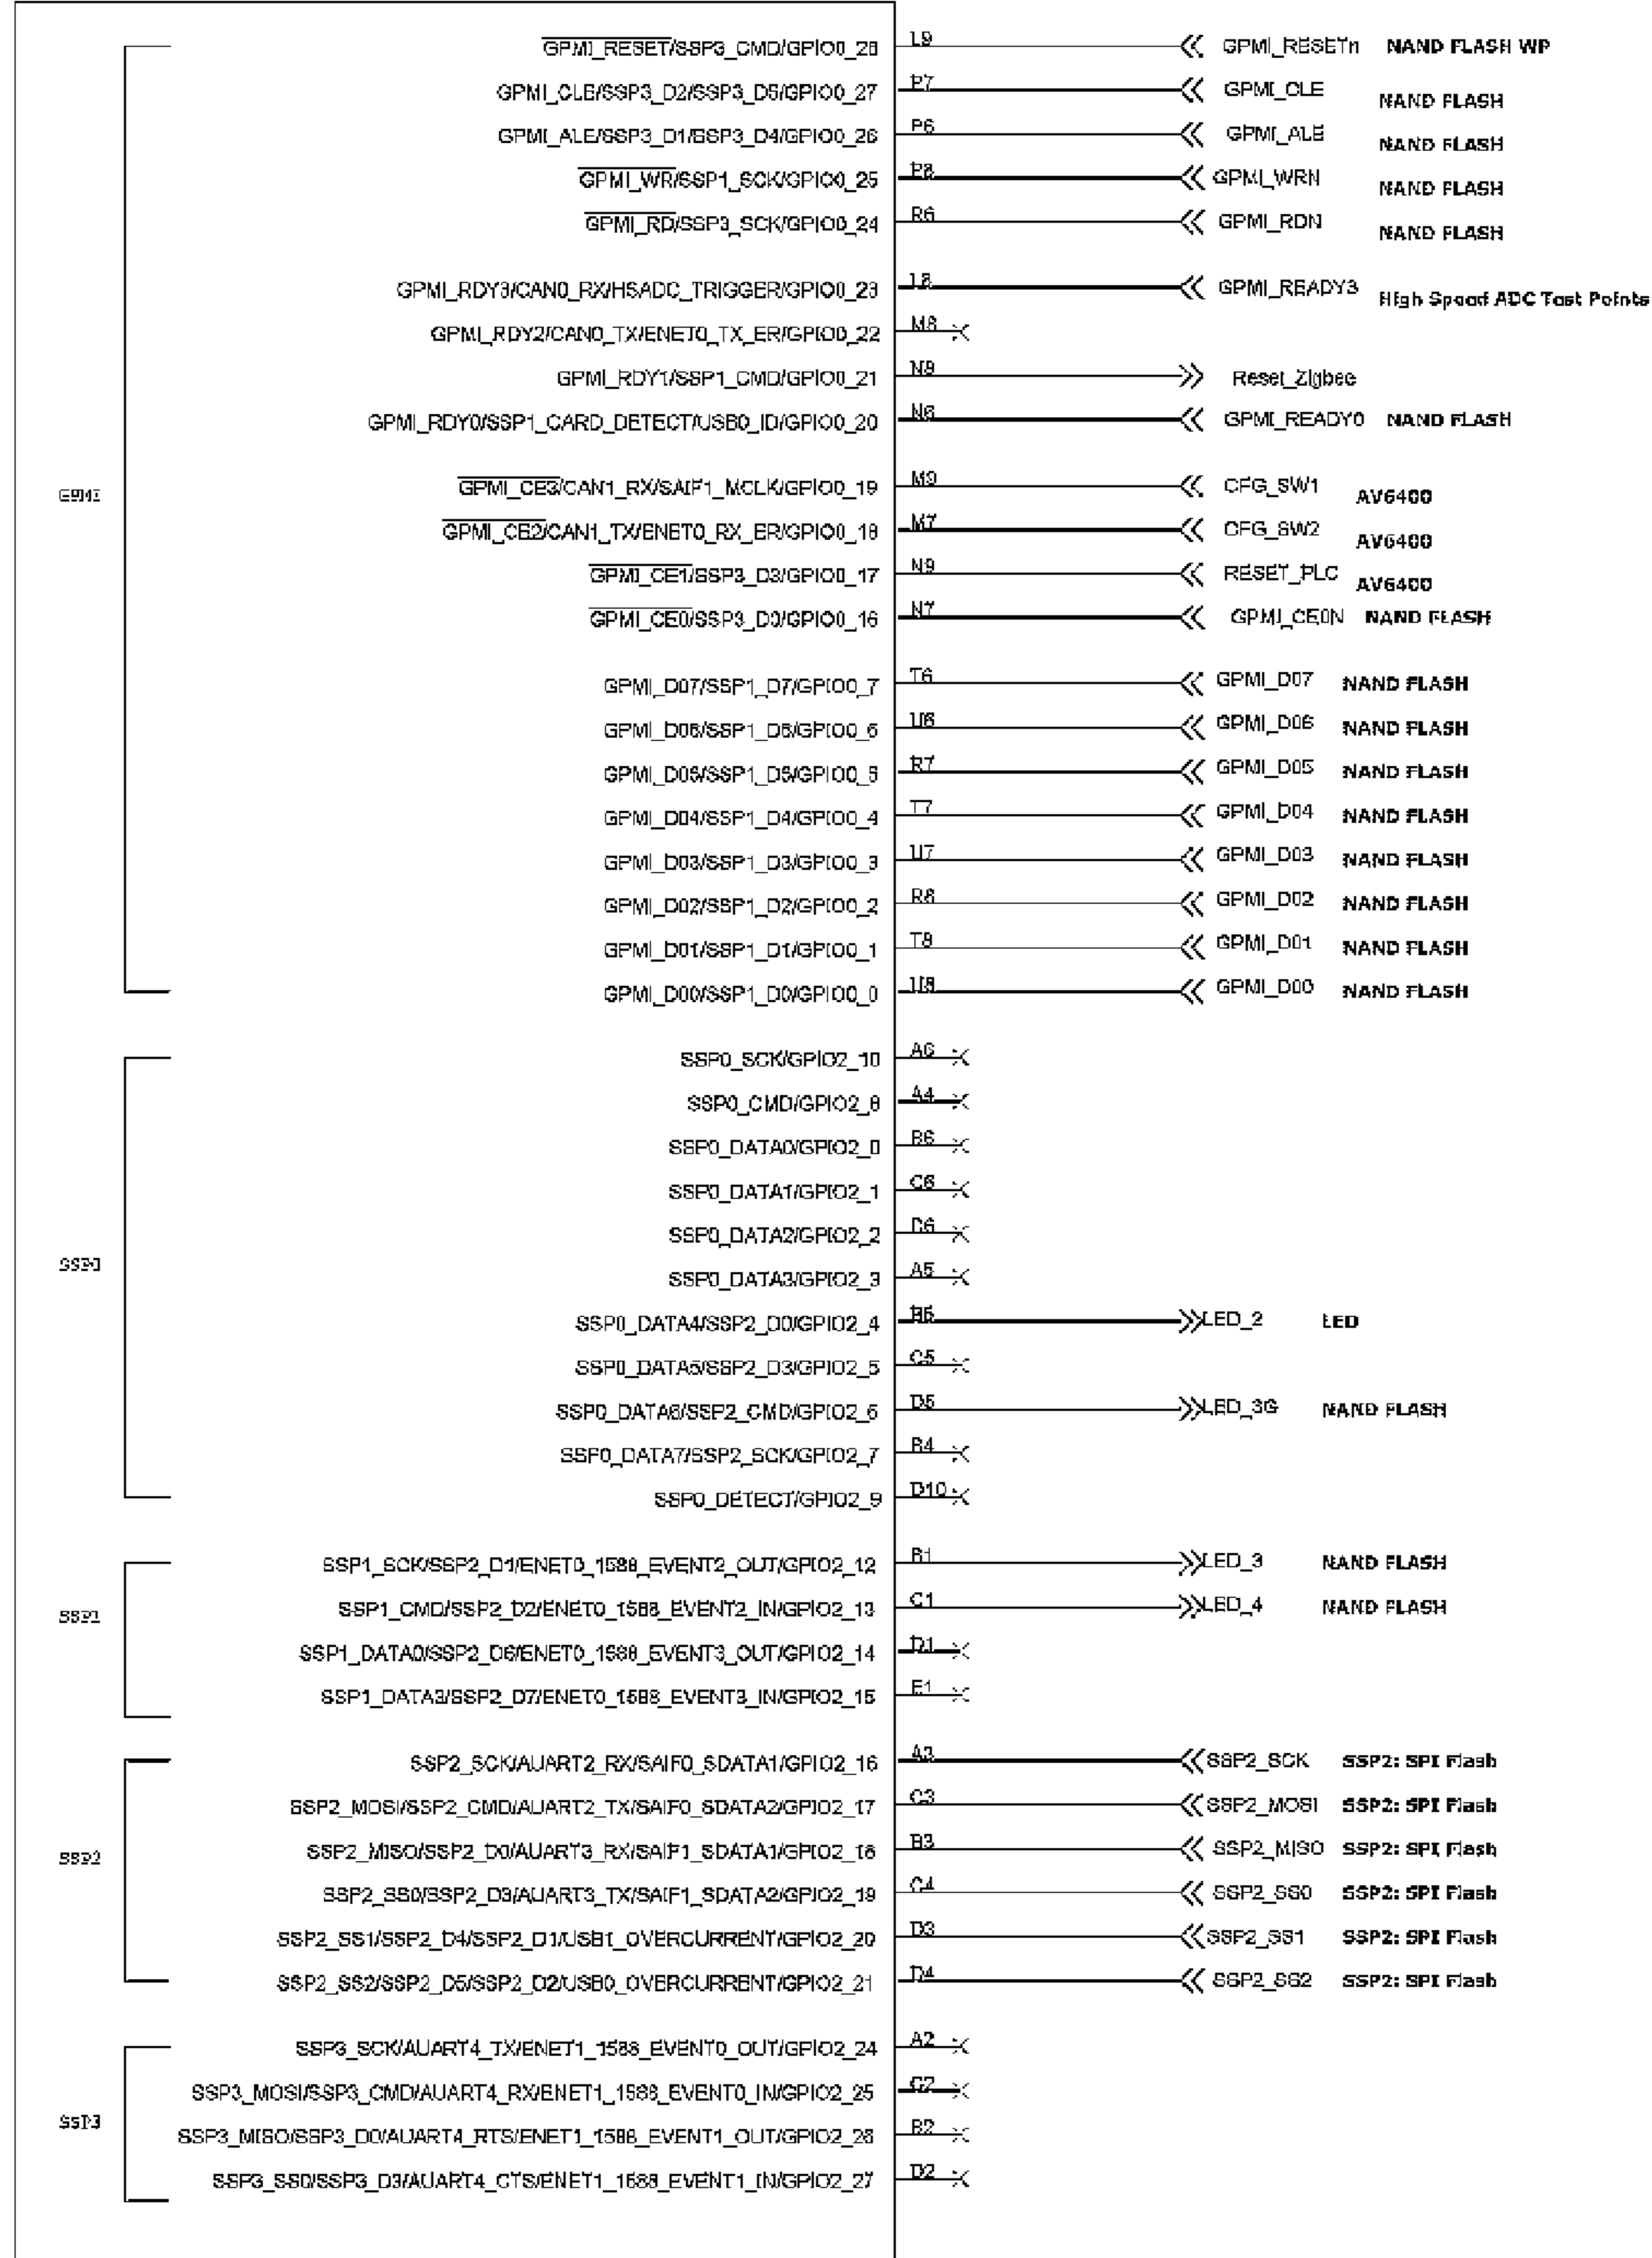 GPMI
GPMI_RESET/SSP3_CMD/GPIO0_28 L9 GPMI_RESETn NAND FLASH WP
GPMI_CLE/SSP3_D2/SSP3_D5/GPIO0_27 P7 GPMI_CLE NAND FLASH
GPMI_ALE/SSP3_D1/SSP3_D4/GPIO0_26 P6 GPMI_ALE NAND FLASH
GPMI_WR/SSP1_SCK/GPIO0_25 P8 GPMI_WRN NAND FLASH
GPMI_RD/SSP3_SCK/GPIO0_24 R6 GPMI_RDN NAND FLASH
GPMI_RDY3/CAN0_RX/HSADC_TRIGGER/GPIO0_23 L8 GPMI_READY3 High Speed ADC Test Points
GPMI_RDY2/CAN0_TX/ENET0_TX_ER/GPIO0_22 M8
GPMI_RDY1/SSP1_CMD/GPIO0_21 N8 Reset_Zigbee
GPMI_RDY0/SSP1_CARD_DETECT/USB0_ID/GPIO0_20 N6 GPMI_READY0 NAND FLASH
GPMI_CE3/CAN1_RX/SAIF1_MCLK/GPIO0_19 M9 CFG_SW1 AV6400
GPMI_CE2/CAN1_TX/ENET0_RX_ER/GPIO0_18 M7 CFG_SW2 AV6400
GPMI_CE1/SSP3_D3/GPIO0_17 N9 RESET_PLC AV6400
GPMI_CE0/SSP3_D0/GPIO0_16 N7 GPMI_CE0N NAND FLASH
GPMI_D07/SSP1_D7/GPIO0_7 T6 GPMI_D07 NAND FLASH
GPMI_D06/SSP1_D6/GPIO0_6 U6 GPMI_D06 NAND FLASH
GPMI_D05/SSP1_D5/GPIO0_5 R7 GPMI_D05 NAND FLASH
GPMI_D04/SSP1_D4/GPIO0_4 T7 GPMI_D04 NAND FLASH
GPMI_D03/SSP1_D3/GPIO0_3 U7 GPMI_D03 NAND FLASH
GPMI_D02/SSP1_D2/GPIO0_2 R8 GPMI_D02 NAND FLASH
GPMI_D01/SSP1_D1/GPIO0_1 T8 GPMI_D01 NAND FLASH
GPMI_D00/SSP1_D0/GPIO0_0 U8 GPMI_D00 NAND FLASH
SSP0
SSP0_SCK/GPIO2_10 A6
SSP0_CMD/GPIO2_8 A4
SSP0_DATA0/GPIO2_0 B6
SSP0_DATA1/GPIO2_1 C6
SSP0_DATA2/GPIO2_2 D6
SSP0_DATA3/GPIO2_3 A5
SSP0_DATA4/SSP2_D0/GPIO2_4 B5 LED_2 LED
SSP0_DATA5/SSP2_D3/GPIO2_5 C5
SSP0_DATA6/SSP2_CMD/GPIO2_6 D5 LED_3G NAND FLASH
SSP0_DATA7/SSP2_SCK/GPIO2_7 B4
SSP0_DETECT/GPIO2_9 D10
SSP1
SSP1_SCK/SSP2_D1/ENET0_1588_EVENT2_OUT/GPIO2_12 B1 LED_3 NAND FLASH
SSP1_CMD/SSP2_D2/ENET0_1588_EVENT2_IN/GPIO2_13 C1 LED_4 NAND FLASH
SSP1_DATA0/SSP2_D6/ENET0_1588_EVENT3_OUT/GPIO2_14 D1
SSP1_DATA3/SSP2_D7/ENET0_1588_EVENT3_IN/GPIO2_15 E1
SSP2
SSP2_SCK/AUART2_RX/SAIF0_SDATA1/GPIO2_16 A3 SSP2_SCK SSP2: SPI Flash
SSP2_MOSI/SSP2_CMD/AUART2_TX/SAIF0_SDATA2/GPIO2_17 C3 SSP2_MOSI SSP2: SPI Flash
SSP2_MISO/SSP2_D0/AUART3_RX/SAIF1_SDATA1/GPIO2_18 B3 SSP2_MISO SSP2: SPI Flash
SSP2_SS0/SSP2_D3/AUART3_TX/SAIF1_SDATA2/GPIO2_19 C4 SSP2_SS0 SSP2: SPI Flash
SSP2_SS1/SSP2_D4/SSP2_D1/USB1_OVERCURRENT/GPIO2_20 D3 SSP2_SS1 SSP2: SPI Flash
SSP2_SS2/SSP2_D5/SSP2_D2/USB0_OVERCURRENT/GPIO2_21 D4 SSP2_SS2 SSP2: SPI Flash
SSP3
SSP3_SCK/AUART4_TX/ENET1_1588_EVENT0_OUT/GPIO2_24 A2
SSP3_MOSI/SSP3_CMD/AUART4_RX/ENET1_1588_EVENT0_IN/GPIO2_25 C2
SSP3_MISO/SSP3_D0/AUART4_RTS/ENET1_1588_EVENT1_OUT/GPIO2_26 B2
SSP3_SS0/SSP3_D3/AUART4_CTS/ENET1_1588_EVENT1_IN/GPIO2_27 D2